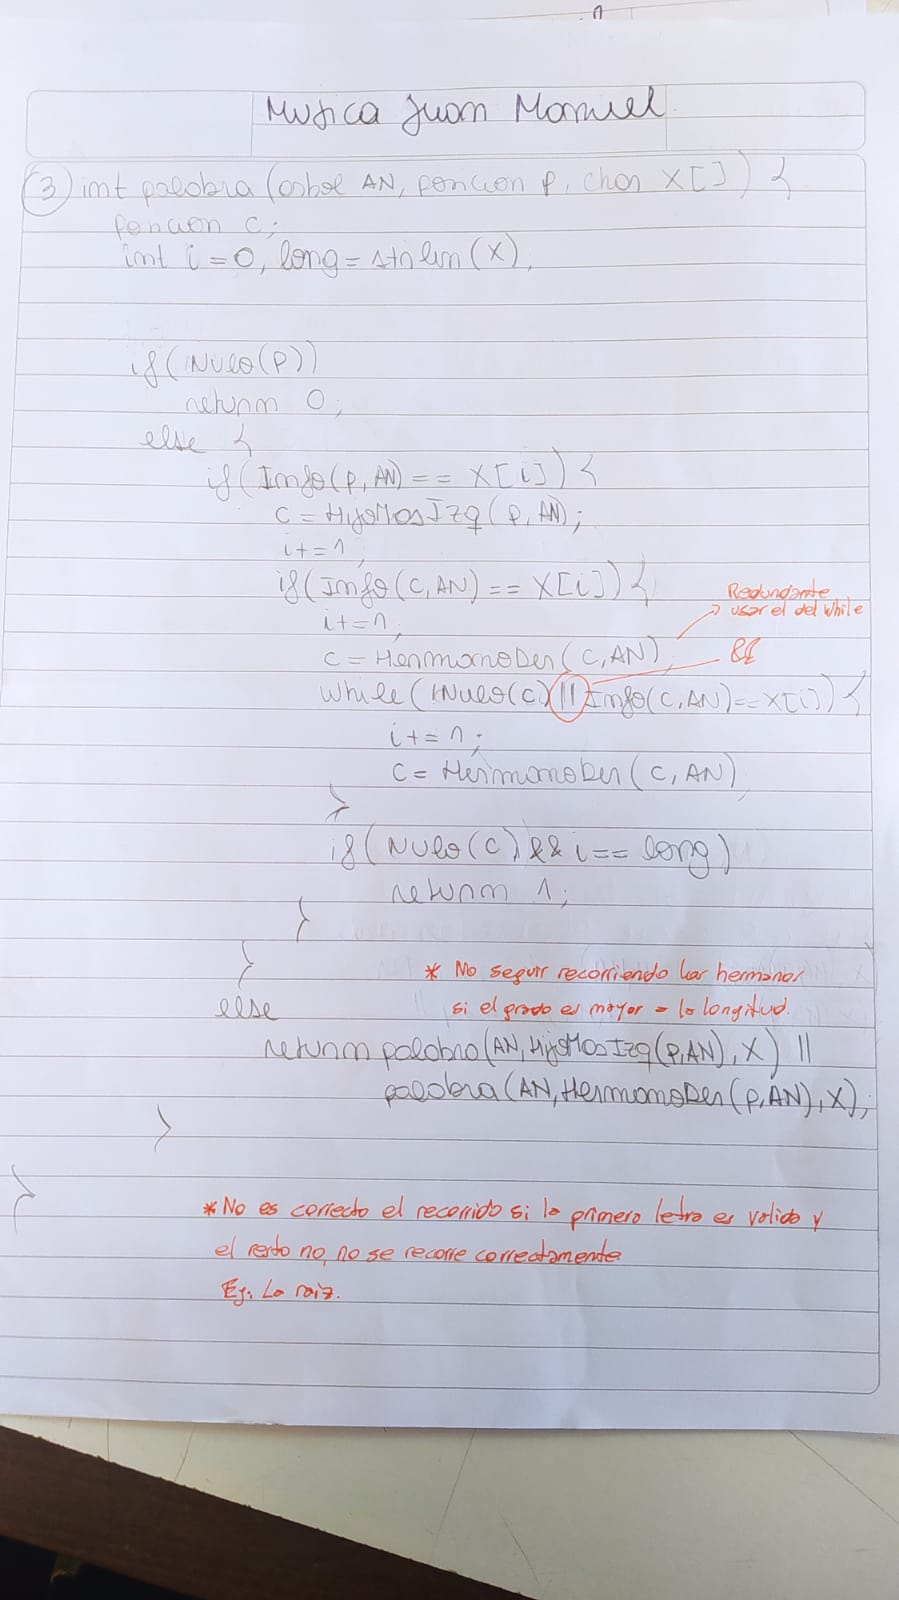 Musica Juan Manuel.
3) int palabra (arbol AN, posicion p, char X[]) {
posicion c;
int i=0, long=strlen(X);
if(Nulo(P))
return 0;
else {
if(Info(P,AN)== X[i]){
c=HijoMasIzq(P,AN);
i+=1;
if(Info(C,AN)== X[i]){
Redundante
usar el del while
i+=1;
c=HermanoDer(C,AN);
&&
while(!Nulo(c)||Info(C,AN)==X[i]){
i+=1;
c=HermanoDer(C,AN)
}
if(Nulo(C) && i==long)
return 1;
}
}
* No seguir recorriendo los hermanos
else
si el grado es mayor a la longitud.
return palabra(AN,HijoMasIzq(P,AN),X) ||
palabra(AN,HermanoDer(P,AN),X);
}
}
*No es correcto el recorrido si la primera letra es valida y
el resto no, no se recorre correctamente
Ej: La raiz.